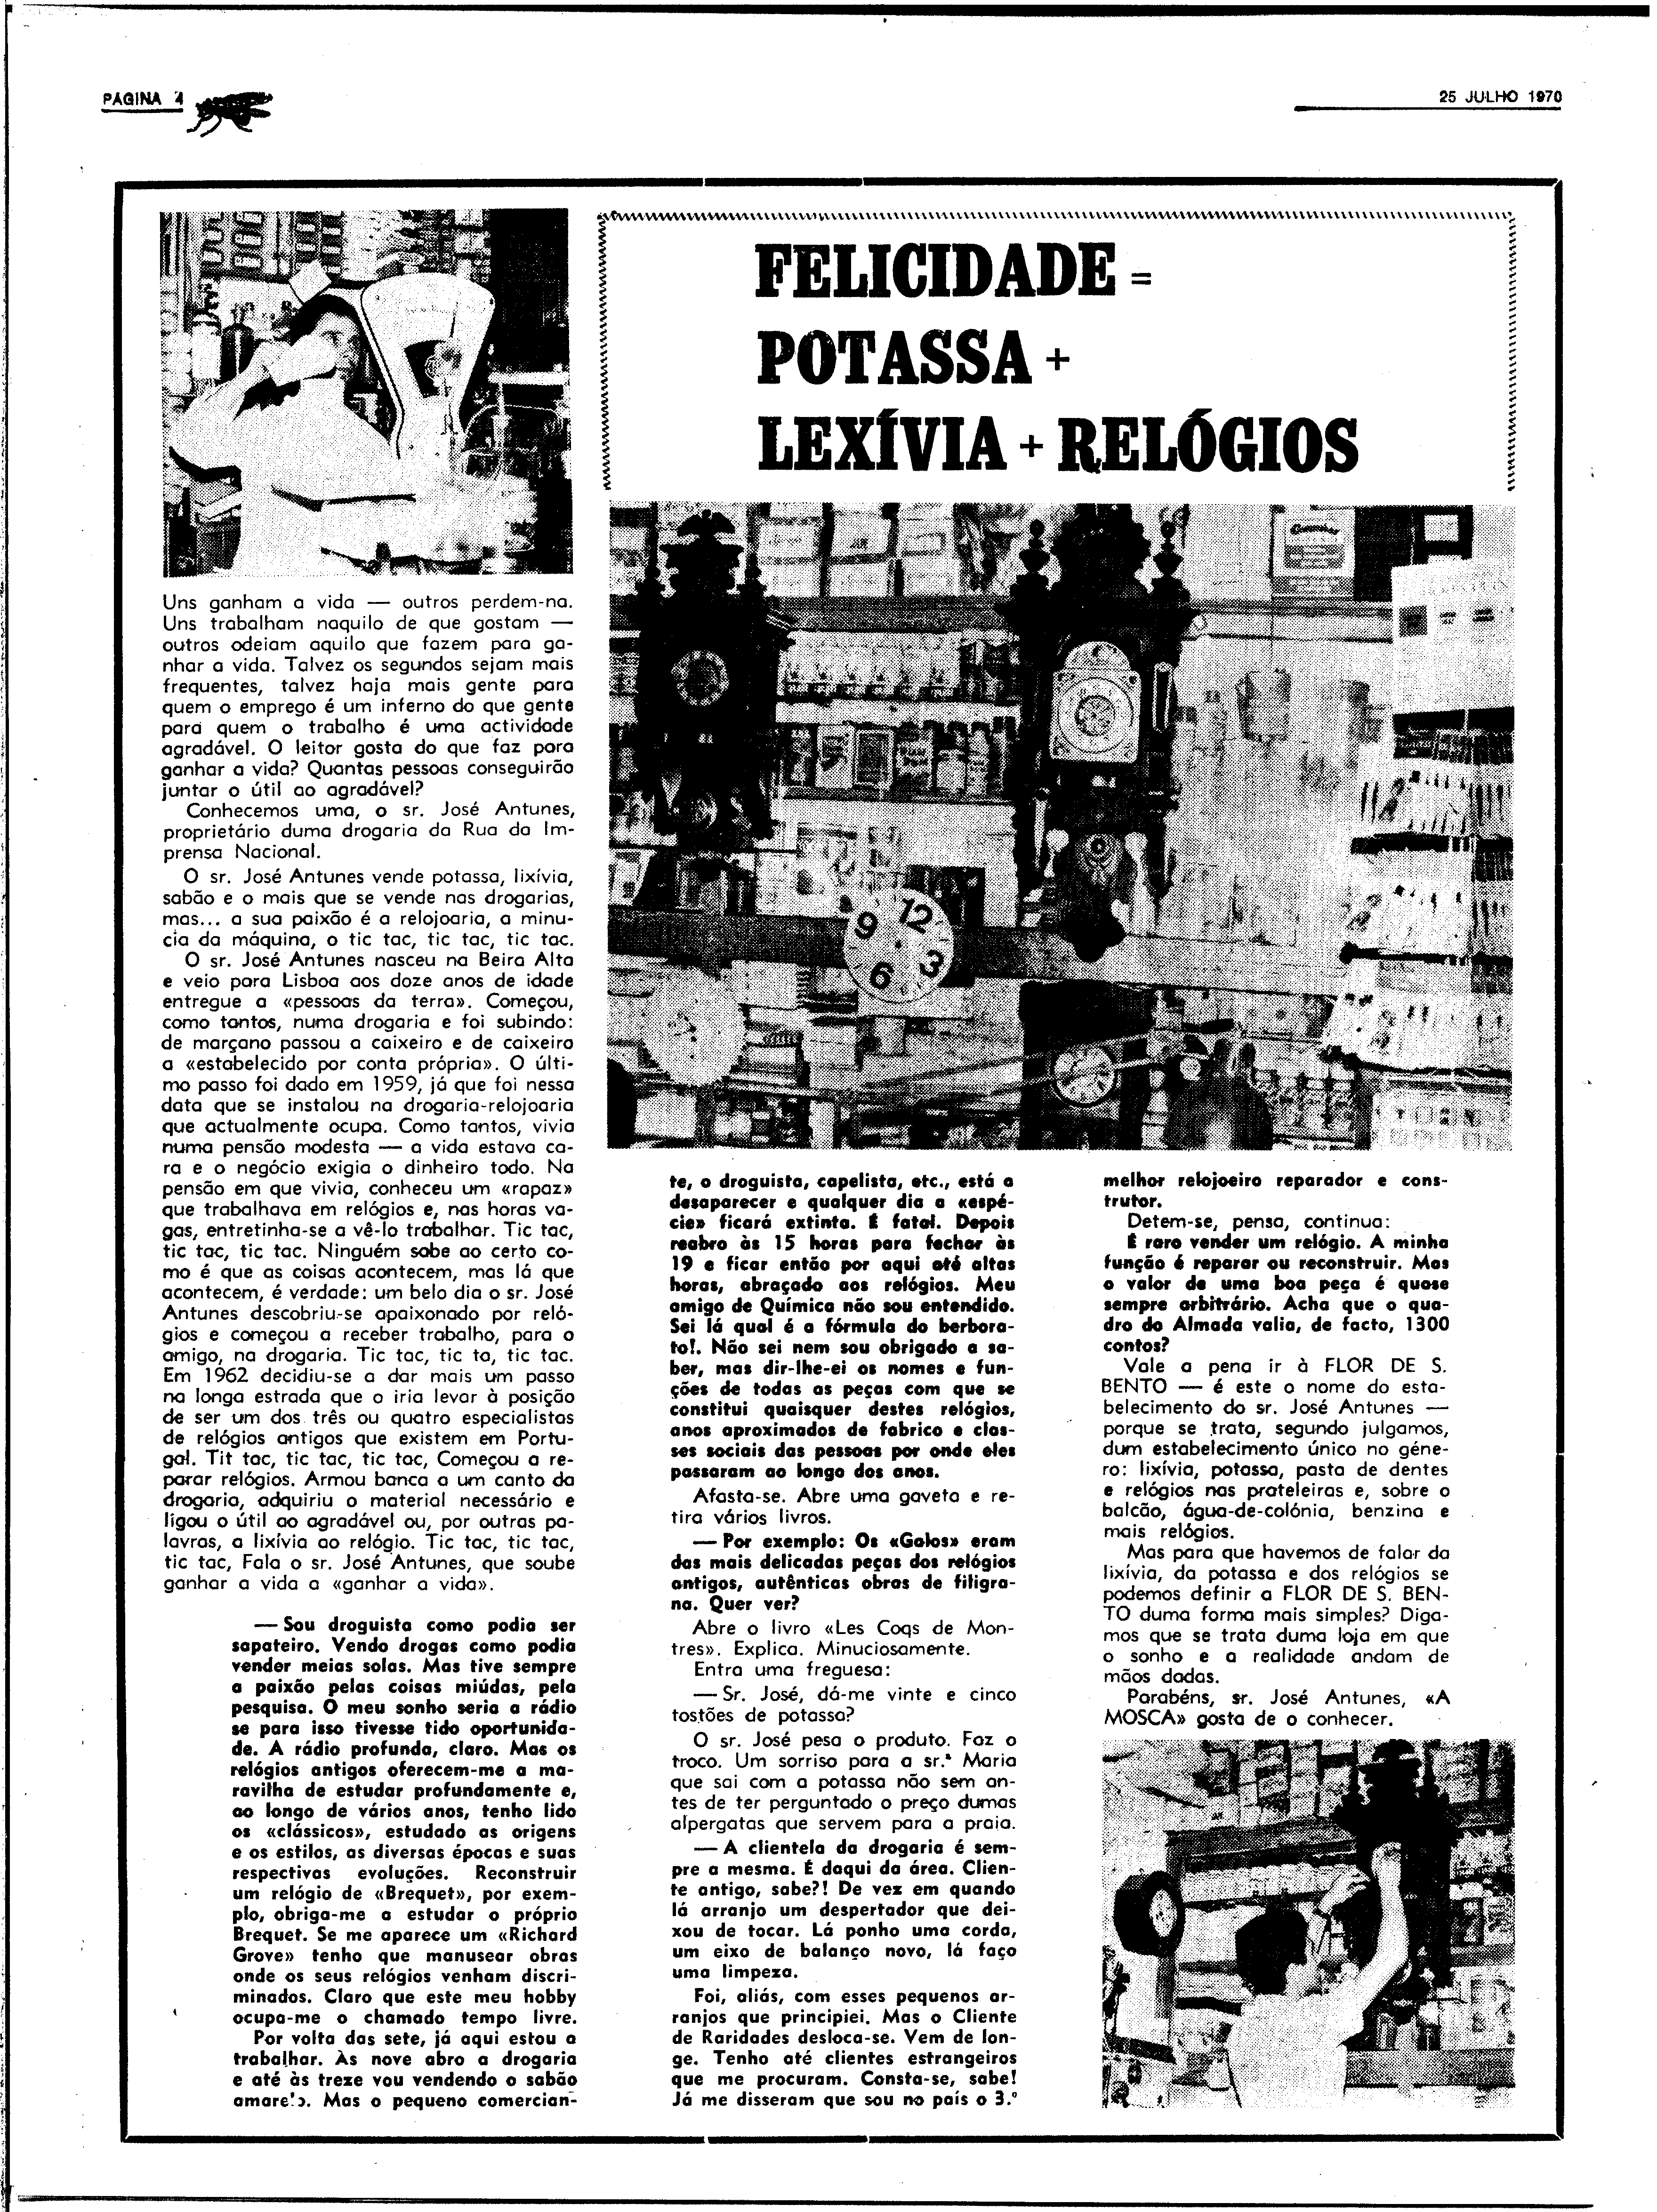 PÁGINA 4
25 JULHO 1970
FELICIDADE =
POTASSA +
LEXÍVIA + RELÓGIOS
Uns ganham a vida — outros perdem-na.
Uns trabalham naquilo de que gostam —
outros odeiam aquilo que fazem para ga-
nhar a vida. Talvez os segundos sejam mais
frequentes, talvez haja mais gente para
quem o emprego é um inferno do que gente
para quem o trabalho é uma actividade
agradável. O leitor gosta do que faz para
ganhar a vida? Quantas pessoas conseguirão
juntar o útil ao agradável?
Conhecemos uma, o sr. José Antunes,
proprietário duma drogaria da Rua da Im-
prensa Nacional.
O sr. José Antunes vende potassa, lixívia,
sabão e o mais que se vende nas drogarias,
mas... a sua paixão é a relojoaria, a minu-
cia da máquina, o tic tac, tic tac, tic tac.
O sr. José Antunes nasceu na Beira Alta
e veio para Lisboa aos doze anos de idade
entregue a «pessoas da terra». Começou,
como tantos, numa drogaria e foi subindo:
de marçano passou a caixeiro e de caixeiro
a «estabelecido por conta própria». O últi-
mo passo foi dado em 1959, já que foi nessa
data que se instalou na drogaria-relojoaria
que actualmente ocupa. Como tantos, vivia
numa pensão modesta — a vida estava ca-
ra e o negócio exigia o dinheiro todo. Na
pensão em que vivia, conheceu um «rapaz»
que trabalhava em relógios e, nas horas va-
gas, entretinha-se a vê-lo trabalhar. Tic tac,
tic tac, tic tac. Ninguém sabe ao certo co-
mo é que as coisas acontecem, mas lá que
acontecem, é verdade: um belo dia o sr. José
Antunes descobriu-se apaixonado por reló-
gios e começou a receber trabalho, para o
amigo, na drogaria. Tic tac, tic ta, tic tac.
Em 1962 decidiu-se a dar mais um passo
na longa estrada que o iria levar à posição
de ser um dos três ou quatro especialistas
de relógios antigos que existem em Portu-
gal. Tit tac, tic tac, tic tac, Começou a re-
parar relógios. Armou banca a um canto da
drogaria, adquiriu o material necessário e
ligou o útil ao agradável ou, por outras pa-
lavras, a lixívia ao relógio. Tic tac, tic tac,
tic tac, Fala o sr. José Antunes, que soube
ganhar a vida a «ganhar a vida».
— Sou droguista como podia ser
sapateiro. Vendo drogas como podia
vender meias solas. Mas tive sempre
a paixão pelas coisas miúdas, pela
pesquisa. O meu sonho seria a rádio
se para isso tivesse tido oportunida-
de. A rádio profunda, claro. Mas os
relógios antigos oferecem-me a ma-
ravilha de estudar profundamente e,
ao longo de vários anos, tenho lido
os «clássicos», estudado as origens
e os estilos, as diversas épocas e suas
respectivas evoluções. Reconstruir
um relógio de «Brequet», por exem-
plo, obriga-me a estudar o próprio
Brequet. Se me aparece um «Richard
Grove» tenho que manusear obras
onde os seus relógios venham discri-
minados. Claro que este meu hobby
ocupa-me o chamado tempo livre.
Por volta das sete, já aqui estou a
trabalhar. Às nove abro a drogaria
e até às treze vou vendendo o sabão
amarelo. Mas o pequeno comercian-
te, o droguista, capelista, etc., está a
desaparecer e qualquer dia a «espé-
cie» ficará extinta. É fatal. Depois
reabro às 15 horas para fechar às
19 e ficar então por aqui até altas
horas, abraçado aos relógios. Meu
amigo de Química não sou entendido.
Sei lá qual é a fórmula do berbora-
to!. Não sei nem sou obrigado a sa-
ber, mas dir-lhe-ei os nomes e fun-
ções de todas as peças com que se
constitui quaisquer destes relógios,
anos aproximados de fabrico e clas-
ses sociais das pessoas por onde eles
passaram ao longo dos anos.
Afasta-se. Abre uma gaveta e re-
tira vários livros.
— Por exemplo: Os «Galos» eram
das mais delicadas peças dos relógios
antigos, autênticas obras de filigra-
na. Quer ver?
Abre o livro «Les Coqs de Mon-
tres». Explica. Minuciosamente.
Entra uma freguesa:
— Sr. José, dá-me vinte e cinco
tostões de potassa?
O sr. José pesa o produto. Faz o
troco. Um sorriso para a sr.ª Maria
que sai com a potassa não sem an-
tes de ter perguntado o preço dumas
alpergatas que servem para a praia.
— A clientela da drogaria é sem-
pre a mesma. É daqui da área. Clien-
te antigo, sabe?! De vez em quando
lá arranjo um despertador que dei-
xou de tocar. Lá ponho uma corda,
um eixo de balanço novo, lá faço
uma limpeza.
Foi, aliás, com esses pequenos ar-
ranjos que principiei. Mas o Cliente
de Raridades desloca-se. Vem de lon-
ge. Tenho até clientes estrangeiros
que me procuram. Consta-se, sabe!
Já me disseram que sou no país o 3.º
melhor relojoeiro reparador e cons-
trutor.
Detem-se, pensa, continua:
É raro vender um relógio. A minha
função é reparar ou reconstruir. Mas
o valor de uma boa peça é quase
sempre arbitrário. Acha que o qua-
dro do Almada valia, de facto, 1300
contos?
Vale a pena ir à FLOR DE S.
BENTO — é este o nome do esta-
belecimento do sr. José Antunes —
porque se trata, segundo julgamos,
dum estabelecimento único no géne-
ro: lixívia, potassa, pasta de dentes
e relógios nas prateleiras e, sobre o
balcão, água-de-colónia, benzina e
mais relógios.
Mas para que havemos de falar da
lixívia, da potassa e dos relógios se
podemos definir a FLOR DE S. BEN-
TO duma forma mais simples? Diga-
mos que se trata duma loja em que
o sonho e a realidade andam de
mãos dadas.
Parabéns, sr. José Antunes, «A
MOSCA» gosta de o conhecer.
12
9
3
6